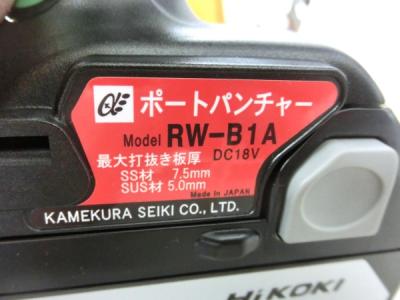 ポートパンチャー
Model RW-B1A
最大打抜き板厚 DC18V
SS材 7.5mm
SUS材 5.0mm
Made in JAPAN
KAMEKURA SEIKI CO., LTD.
HiKOKI